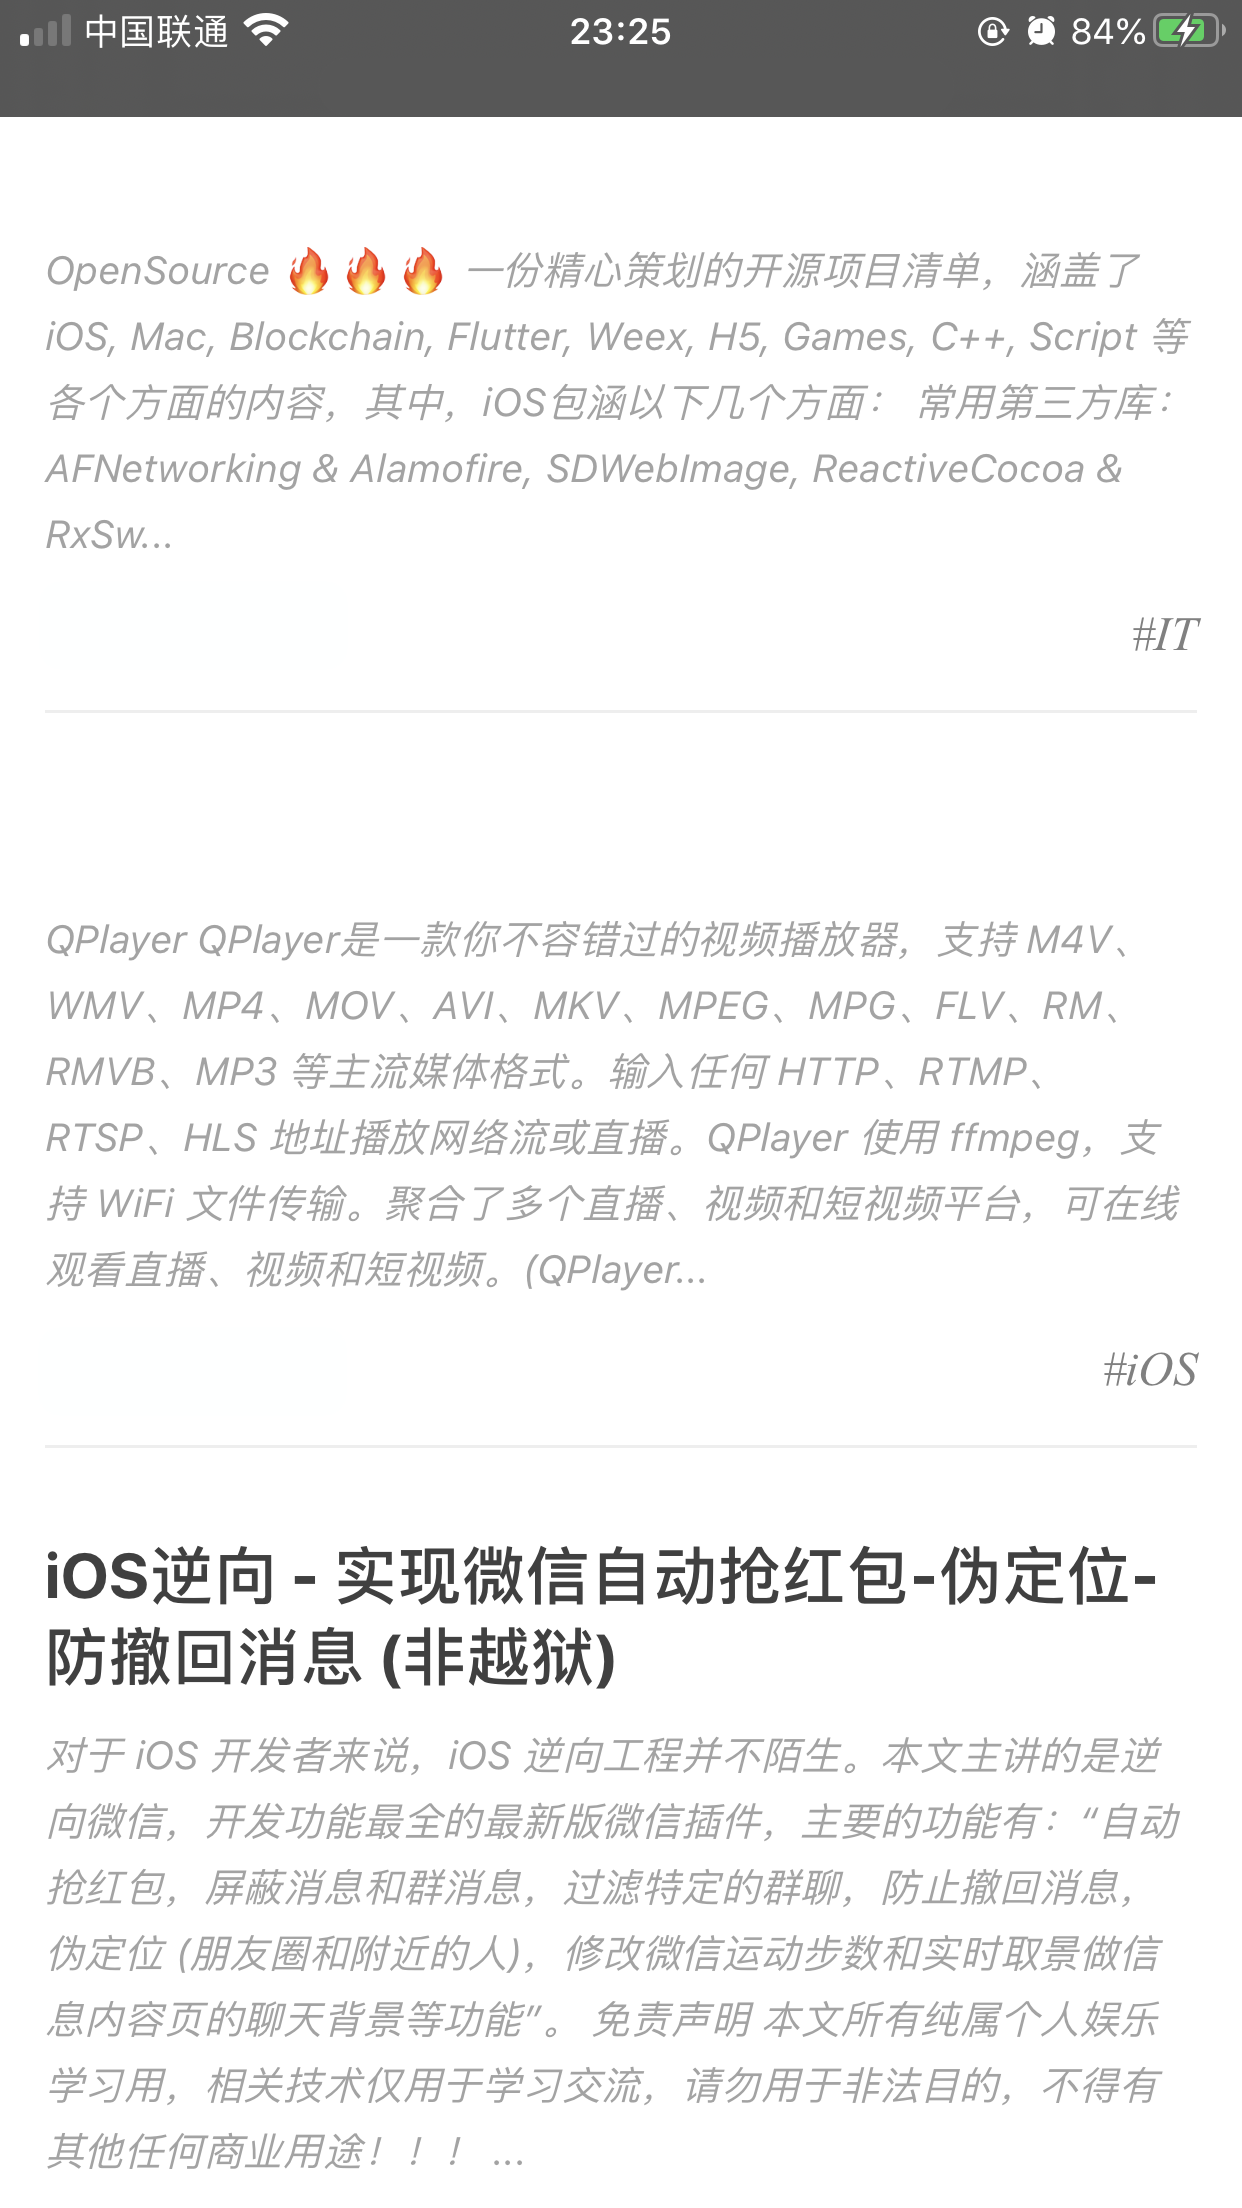 中国联通 23:25 84%
OpenSource 🔥🔥🔥 一份精心策划的开源项目清单，涵盖了
iOS, Mac, Blockchain, Flutter, Weex, H5, Games, C++, Script 等
各个方面的内容，其中，iOS包涵以下几个方面： 常用第三方库：
AFNetworking & Alamofire, SDWebImage, ReactiveCocoa &
RxSw...
#IT
QPlayer QPlayer是一款你不容错过的视频播放器，支持 M4V、
WMV、MP4、MOV、AVI、MKV、MPEG、MPG、FLV、RM、
RMVB、MP3 等主流媒体格式。输入任何 HTTP、RTMP、
RTSP、HLS 地址播放网络流或直播。QPlayer 使用 ffmpeg，支
持 WiFi 文件传输。聚合了多个直播、视频和短视频平台，可在线
观看直播、视频和短视频。(QPlayer...
#iOS
iOS逆向 - 实现微信自动抢红包-伪定位-
防撤回消息 (非越狱)
对于 iOS 开发者来说，iOS 逆向工程并不陌生。本文主讲的是逆
向微信，开发功能最全的最新版微信插件，主要的功能有：“自动
抢红包，屏蔽消息和群消息，过滤特定的群聊，防止撤回消息，
伪定位 (朋友圈和附近的人)，修改微信运动步数和实时取景做信
息内容页的聊天背景等功能”。 免责声明 本文所有纯属个人娱乐
学习用，相关技术仅用于学习交流，请勿用于非法目的，不得有
其他任何商业用途！！！ ...